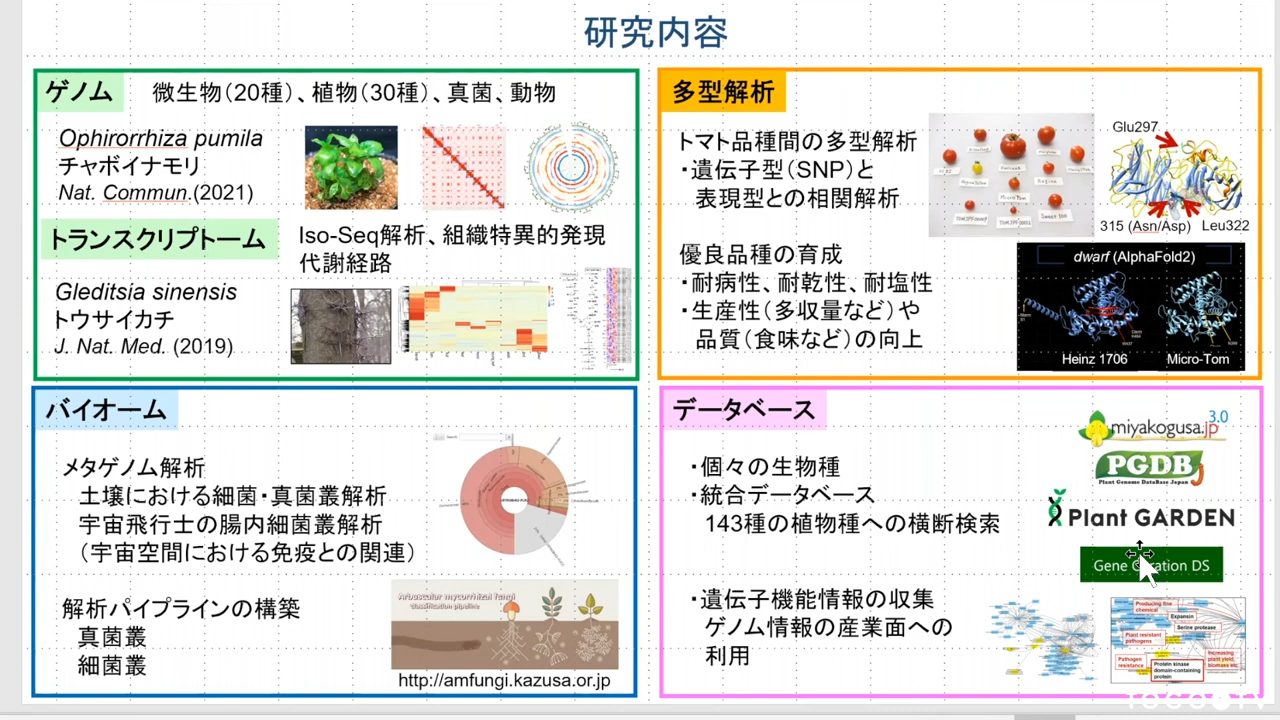 研究内容
ゲノム
微生物（20種）、植物（30種）、真菌、動物
Ophirorrhiza pumila
チャボイナモリ
Nat. Commun.(2021)
トランスクリプトーム
Iso-Seq解析、組織特異的発現
代謝経路
Gleditsia sinensis
トウサイカチ
J. Nat. Med. (2019)
多型解析
トマト品種間の多型解析
・遺伝子型（SNP）と
表現型との相関解析
優良品種の育成
・耐病性、耐乾性、耐塩性
・生産性（多収量など）や
品質（食味など）の向上
Glu297
315 (Asn/Asp) Leu322
dwarf (AlphaFold2)
Heinz 1706
Micro-Tom
バイオーム
メタゲノム解析
土壌における細菌・真菌叢解析
宇宙飛行士の腸内細菌叢解析
（宇宙空間における免疫との関連）
解析パイプラインの構築
真菌叢
細菌叢
Arbuscular mycorrhizal fungi
classification pipeline
http://amfungi.kazusa.or.jp
データベース
・個々の生物種
・統合データベース
143種の植物種への横断検索
・遺伝子機能情報の収集
ゲノム情報の産業面への
利用
3.0
miyakogusa.jp
PGDBJ
Plant Genome DataBase Japan
Plant GARDEN
Gene
ation DS
Producing fine
chemical
Expansin
Serine protease
Plant resistant
pathogens
Pathogen
resistance
Protein kinase
domain-containing
protein
Increasing
plant yield,
biomass etc.